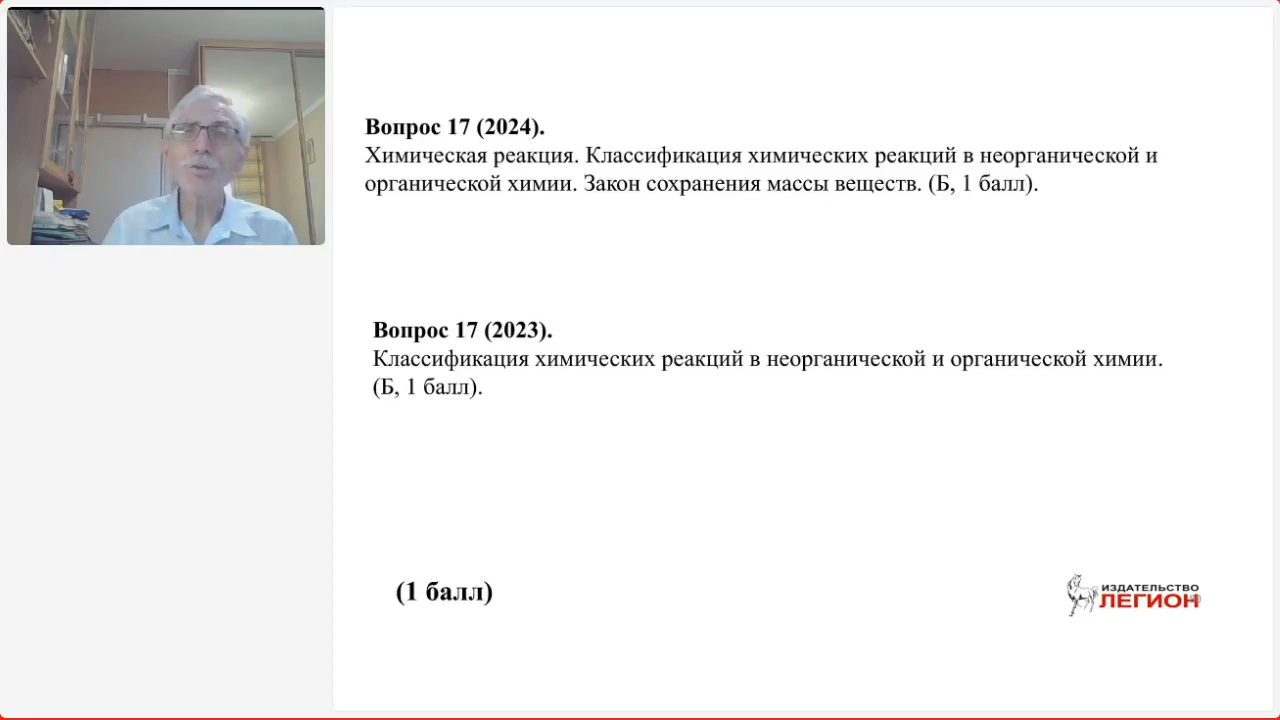 Вопрос 17 (2024).
Химическая реакция. Классификация химических реакций в неорганической и
органической химии. Закон сохранения массы веществ. (Б, 1 балл).
Вопрос 17 (2023).
Классификация химических реакций в неорганической и органической химии.
(Б, 1 балл).
(1 балл)
ИЗДАТЕЛЬСТВО
ЛЕГИОН